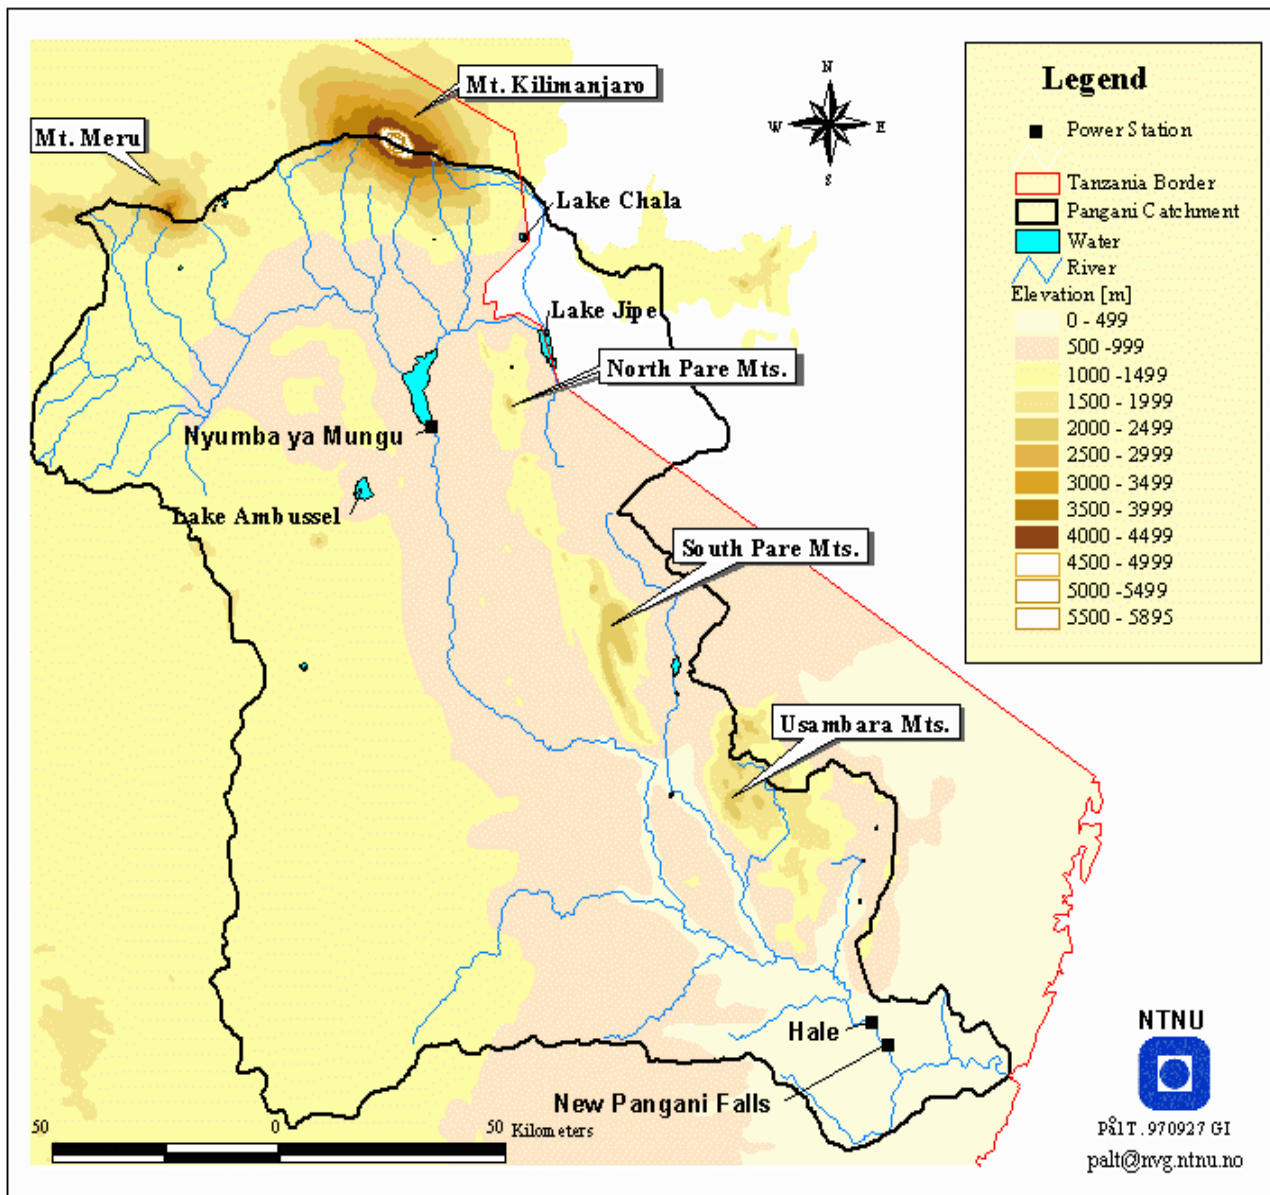 Mt. Kilimanjaro
Mt. Meru
N
W
E
S
Lake Chala
Lake Jipe
North Pare Mts.
Nyumba ya Mungu
Lake Ambussel
South Pare Mts.
Usambara Mts.
Hale
New Pangani Falls
50
0
50
Kilometers
Legend
Power Station
Tanzania Border
Pangani Catchment
Water
River
Elevation [m]
0 - 499
500 -999
1000 -1499
1500 - 1999
2000 - 2499
2500 - 2999
3000 - 3499
3500 - 3999
4000 - 4499
4500 - 4999
5000 -5499
5500 - 5895
NTNU
Pål T. 970927 GI
palt@nvg.ntnu.no